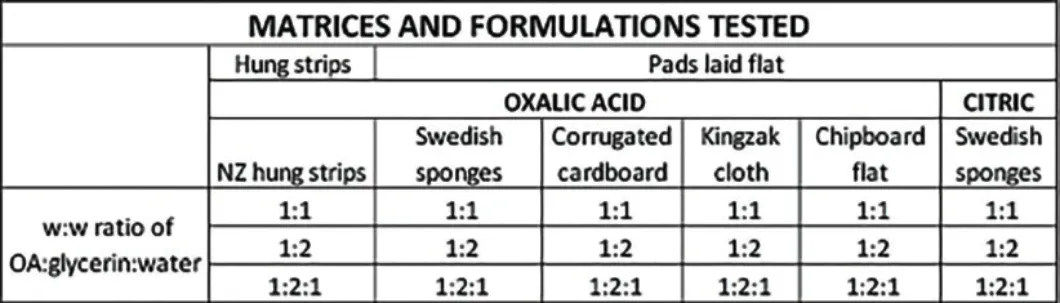 MATRICES AND FORMULATIONS TESTED
Hung strips Pads laid flat
OXALIC ACID CITRIC
NZ hung strips Swedish sponges Corrugated cardboard Kingzak cloth Chipboard flat Swedish sponges
w:w ratio of OA:glycerin:water
1:1 1:1 1:1 1:1 1:1 1:1
1:2 1:2 1:2 1:2 1:2 1:2
1:2:1 1:2:1 1:2:1 1:2:1 1:2:1 1:2:1